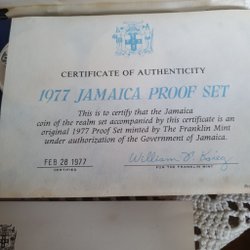 CERTIFICATE OF AUTHENTICITY
1977 JAMAICA PROOF SET
This is to certify that the Jamaica
coin of the realm set accompanied by this certificate is an
original 1977 Proof Set minted by The Franklin Mint
under authorization of the Government of Jamaica.
FEB 28 1977
CERTIFIED
FOR THE FRANKLIN MINT